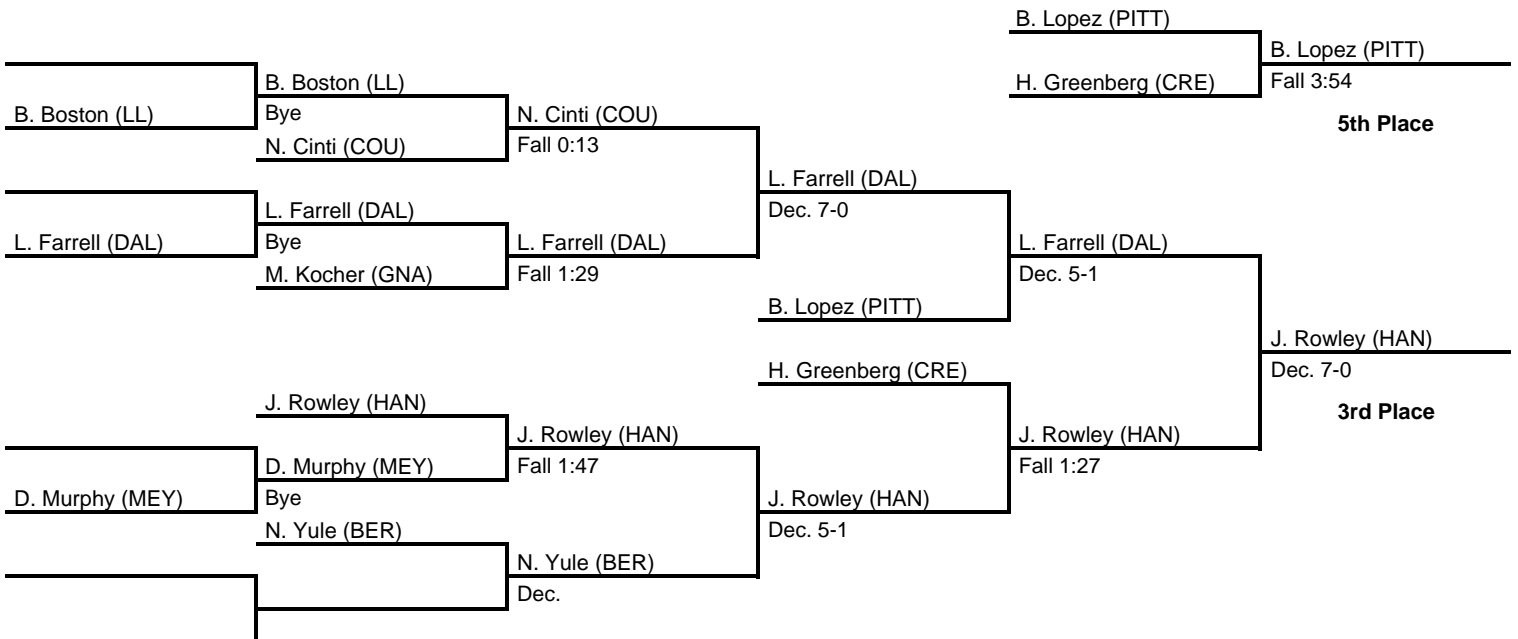 B. Lopez (PITT)
B. Lopez (PITT)
B. Boston (LL)
H. Greenberg (CRE)
Fall 3:54
B. Boston (LL)
Bye
N. Cinti (COU)
5th Place
N. Cinti (COU)
Fall 0:13
L. Farrell (DAL)
L. Farrell (DAL)
Dec. 7-0
L. Farrell (DAL)
Bye
L. Farrell (DAL)
L. Farrell (DAL)
M. Kocher (GNA)
Fall 1:29
Dec. 5-1
B. Lopez (PITT)
J. Rowley (HAN)
H. Greenberg (CRE)
Dec. 7-0
J. Rowley (HAN)
3rd Place
J. Rowley (HAN)
J. Rowley (HAN)
D. Murphy (MEY)
Fall 1:47
Fall 1:27
D. Murphy (MEY)
Bye
J. Rowley (HAN)
N. Yule (BER)
Dec. 5-1
N. Yule (BER)
Dec.